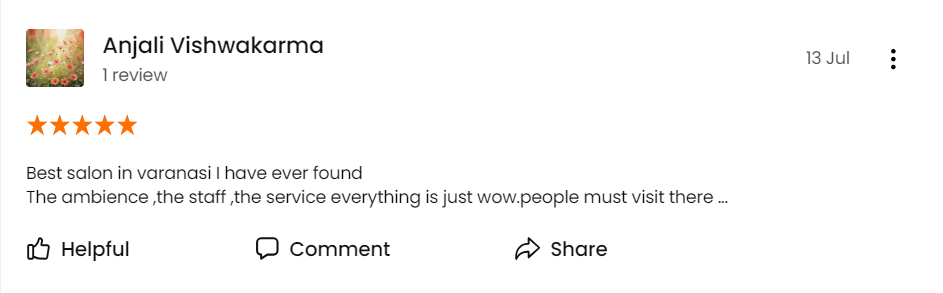 Anjali Vishwakarma
1 review
13 Jul
Best salon in varanasi I have ever found
The ambience ,the staff ,the service everything is just wow.people must visit there ...
Helpful
Comment
Share